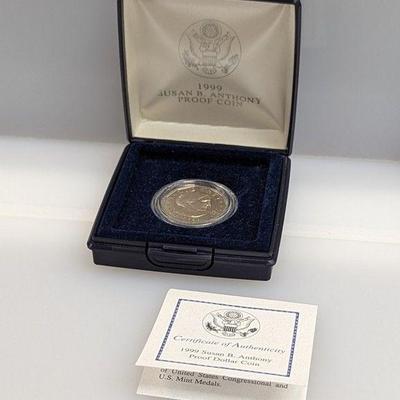 1999
SUSAN B. ANTHONY
PROOF COIN
Certificate of Authenticity
1999 Susan B. Anthony
Proof Dollar Coin
of United States Congressional and
U.S. Mint Medals.